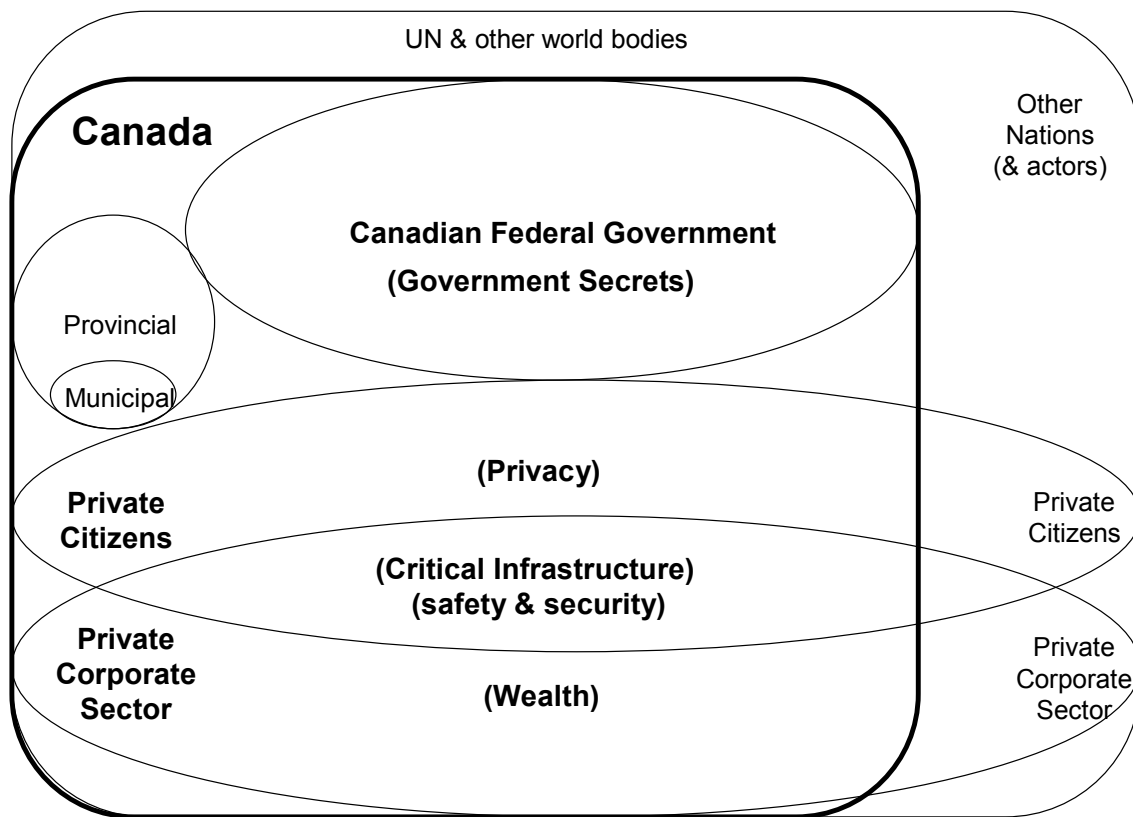 UN & other world bodies
Canada
Other
Nations
(& actors)
Canadian Federal Government
(Government Secrets)
Provincial
Municipal
(Privacy)
Private
Citizens
Private
Citizens
(Critical Infrastructure)
(safety & security)
Private
Corporate
Sector
(Wealth)
Private
Corporate
Sector